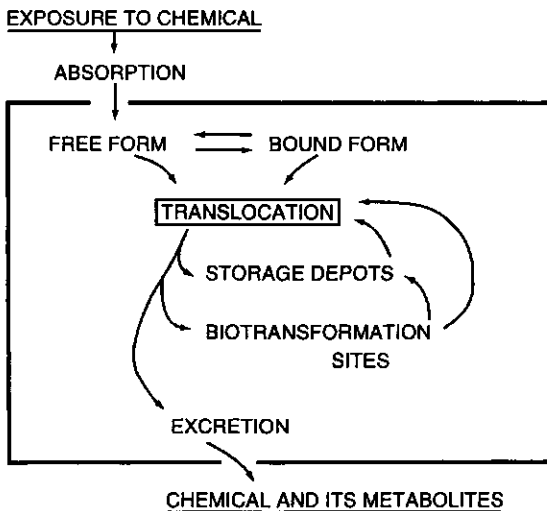 EXPOSURE TO CHEMICAL
ABSORPTION
FREE FORM BOUND FORM
TRANSLOCATION
STORAGE DEPOTS
BIOTRANSFORMATION
SITES
EXCRETION
CHEMICAL AND ITS METABOLITES